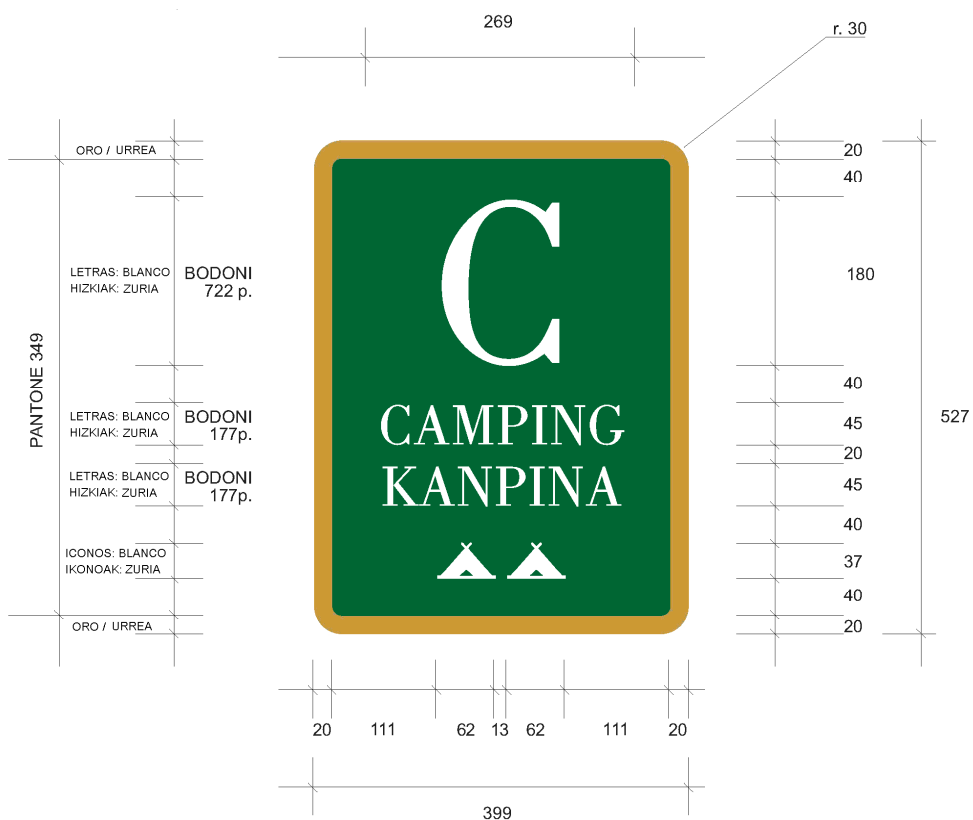 269
r. 30
ORO / URREA
20
40
LETRAS: BLANCO
HIZKIAK: ZURIA
BODONI
722 p.
C
180
PANTONE 349
40
LETRAS: BLANCO
HIZKIAK: ZURIA
BODONI
177p.
CAMPING
45
527
20
LETRAS: BLANCO
HIZKIAK: ZURIA
BODONI
177p.
KANPINA
45
40
ICONOS: BLANCO
IKONOAK: ZURIA
37
40
ORO / URREA
20
20 111 62 13 62 111 20
399